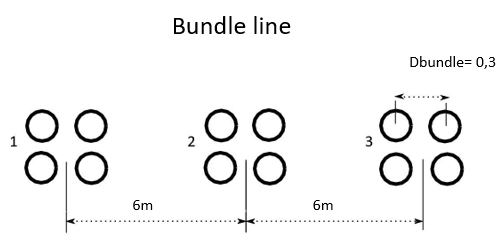 Bundle line
Dbundle= 0,3
1
2
3
6m
6m